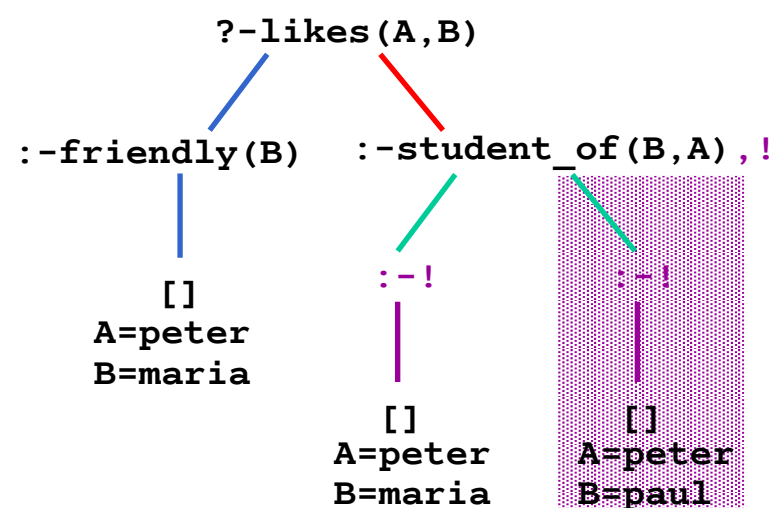 ?-likes(A,B)
:-friendly(B)
:-student_of(B,A),!
[]
A=peter
B=maria
:-!
[]
A=peter
B=maria
:-!
[]
A=peter
B=paul